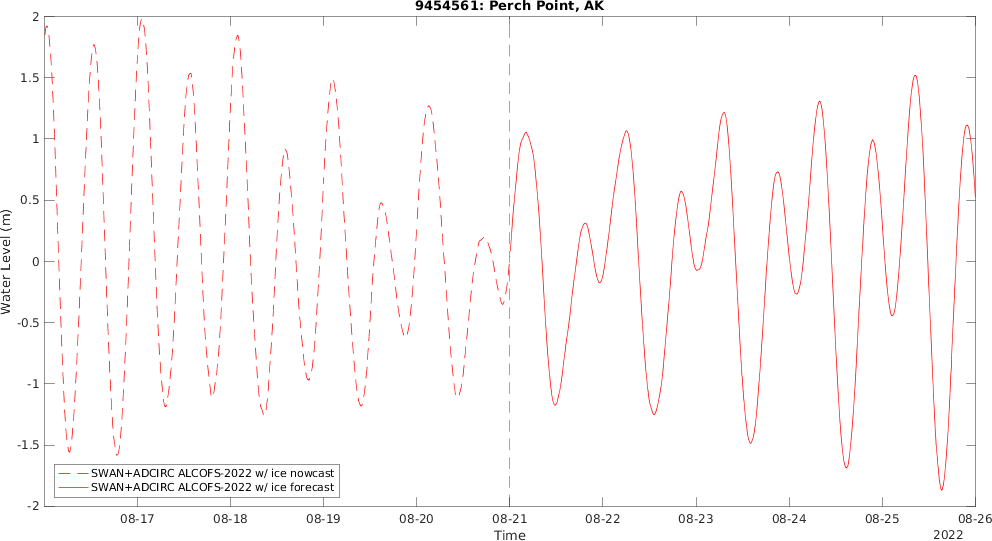 9454561: Perch Point, AK
2
1.5
1
0.5
0
-0.5
-1
-1.5
-2
Water Level (m)
SWAN+ADCIRC ALCOFS-2022 w/ ice nowcast
SWAN+ADCIRC ALCOFS-2022 w/ ice forecast
08-17 08-18 08-19 08-20 08-21 08-22 08-23 08-24 08-25 08-26
Time
2022